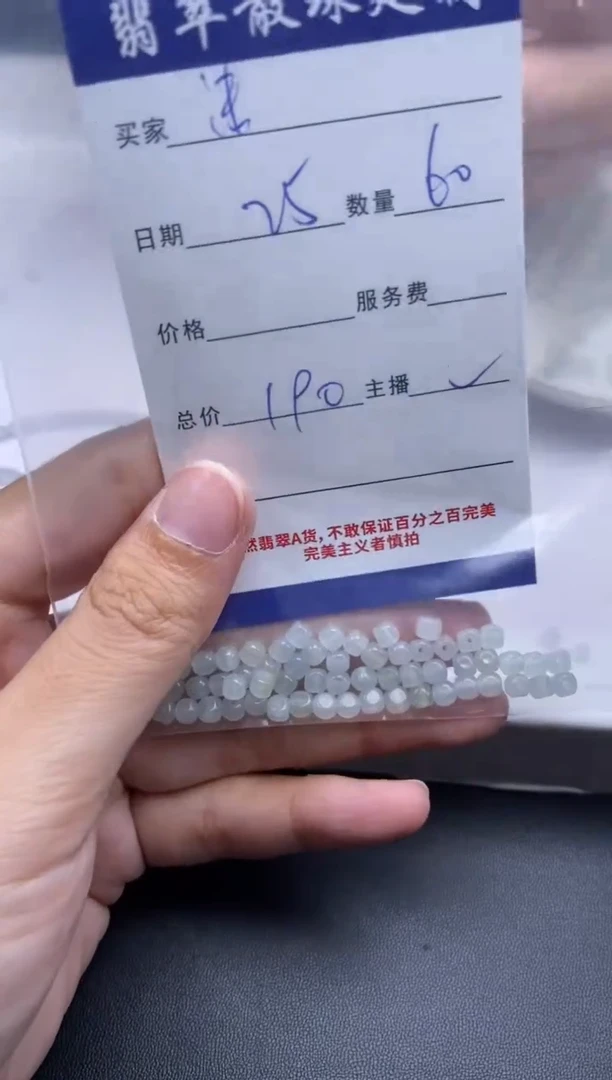 翡翠散珠定制
买家
日期 25 数量 60
价格 服务费
总价 190 主播 ✓
然翡翠A货,不敢保证百分之百完美
完美主义者慎拍